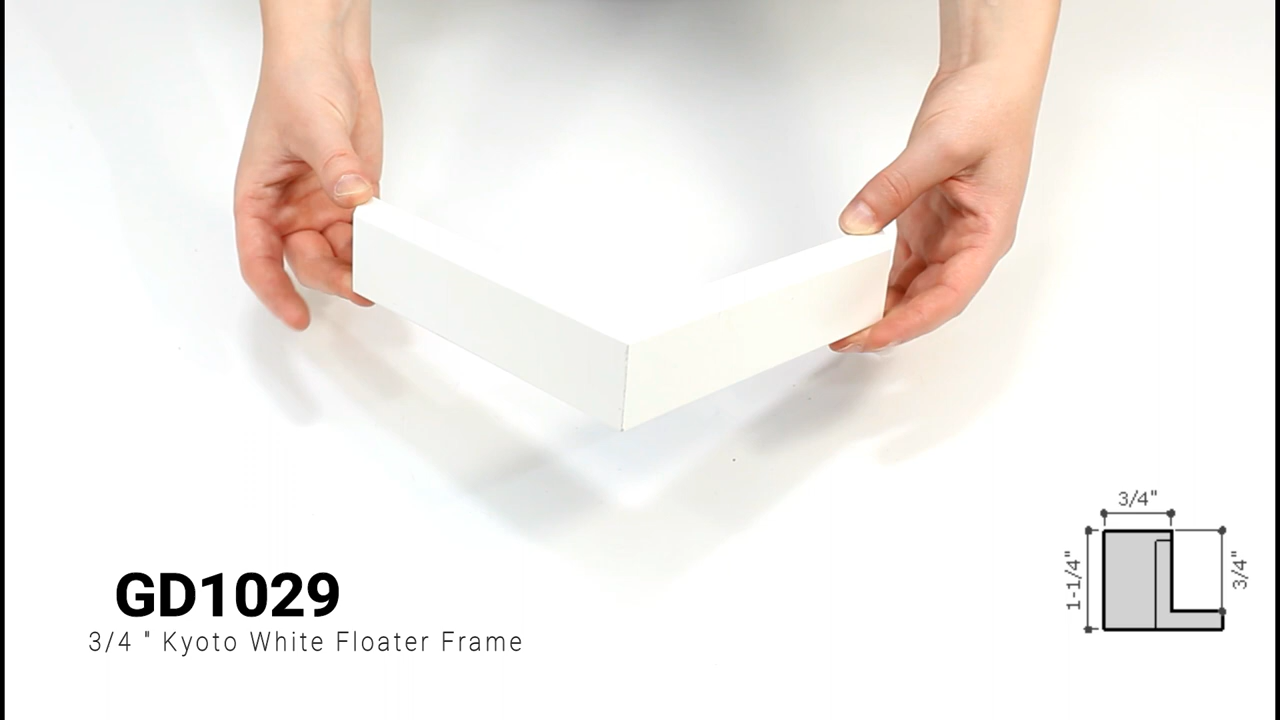 3/4"
1-1/4"
3/4"
GD1029
3/4 " Kyoto White Floater Frame